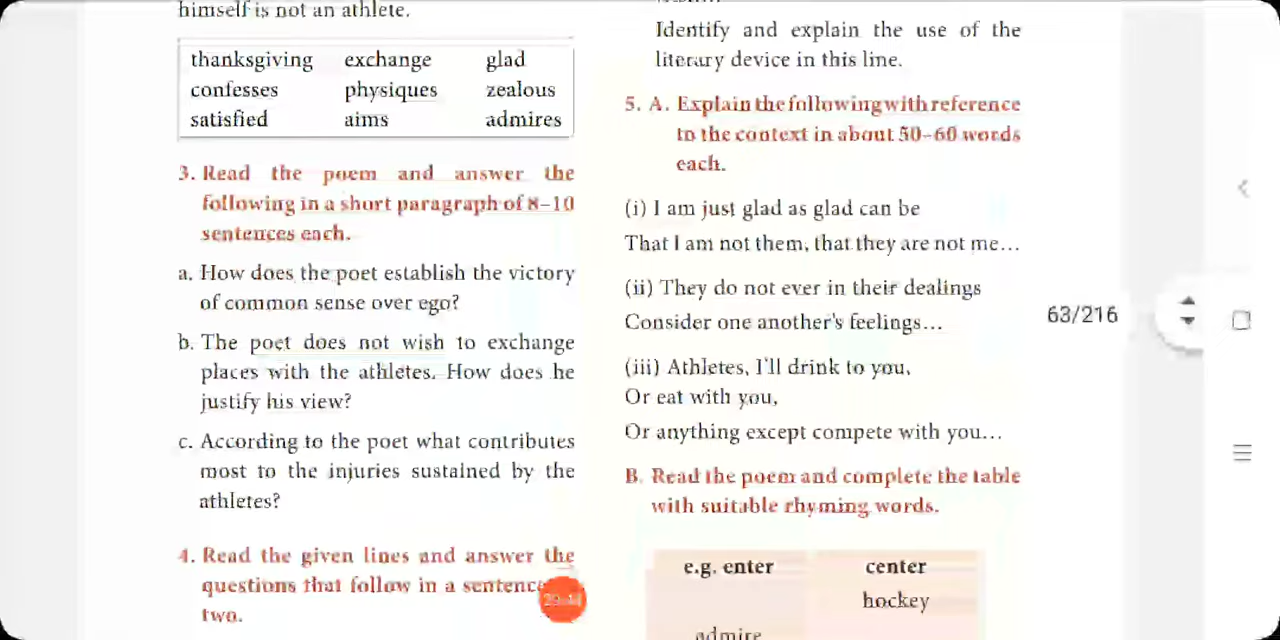 himself is not an athlete.
thanksgiving exchange glad
confesses physiques zealous
satisfied aims admires
3. Read the poem and answer the
following in a short paragraph of 8–10
sentences each.
a. How does the poet establish the victory
of common sense over ego?
b. The poet does not wish to exchange
places with the athletes. How does he
justify his view?
c. According to the poet what contributes
most to the injuries sustained by the
athletes?
4. Read the given lines and answer the
questions that follow in a sentence
two.
Identify and explain the use of the
literary device in this line.
5. A. Explain the following with reference
to the context in about 50–60 words
each.
(i) I am just glad as glad can be
That I am not them, that they are not me...
(ii) They do not ever in their dealings
Consider one another's feelings...
(iii) Athletes, I'll drink to you,
Or eat with you,
Or anything except compete with you...
B. Read the poem and complete the table
with suitable rhyming words.
e.g. enter center
hockey
admire
63/216